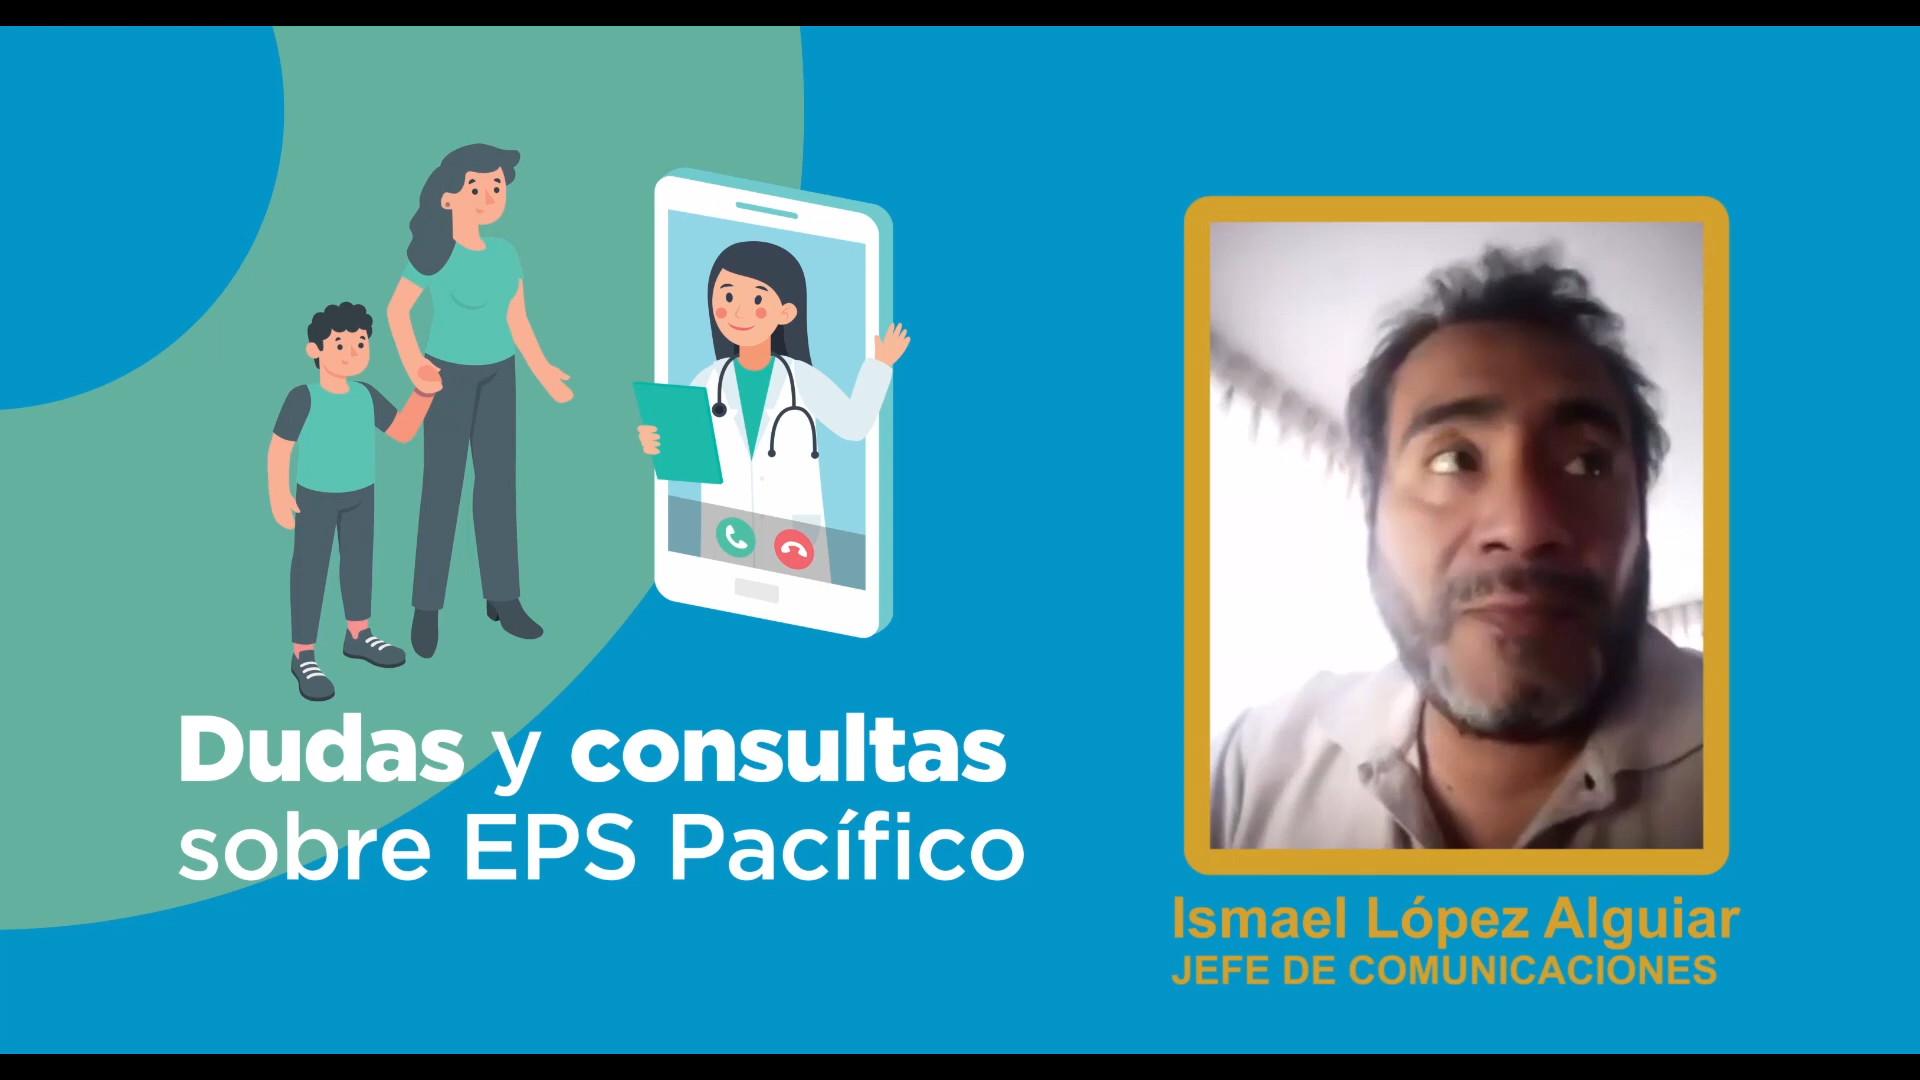 Dudas y consultas
sobre EPS Pacífico
Ismael López Alguiar
JEFE DE COMUNICACIONES